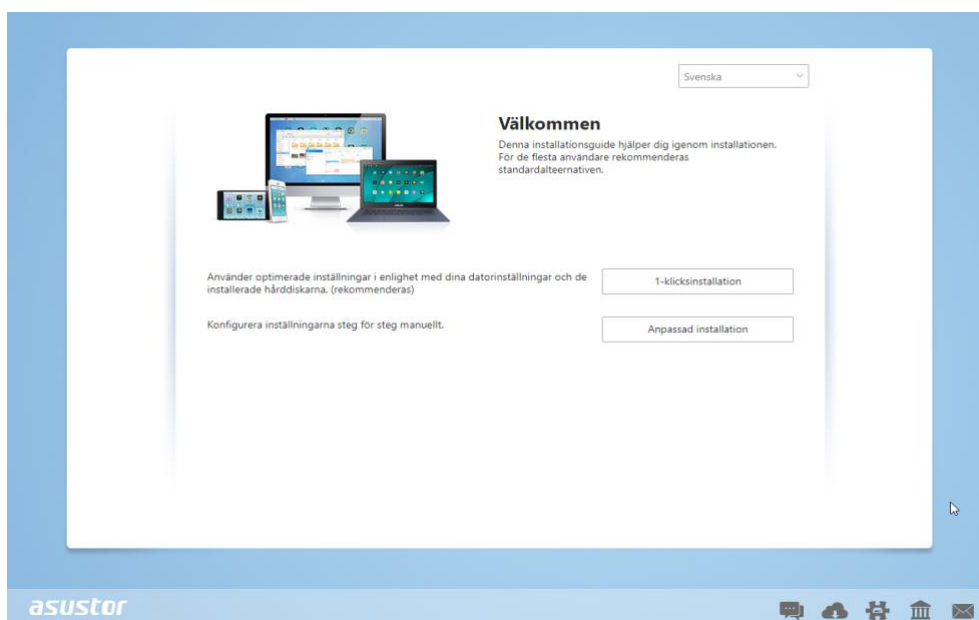 Svenska
Välkommen
Denna installationsguide hjälper dig igenom installationen.
För de flesta användare rekommenderas
standardalteernativen.
Använder optimerade inställningar i enlighet med dina datorinställningar och de
installerade hårddiskarna. (rekommenderas)
1-klicksinstallation
Konfigurera inställningarna steg för steg manuellt.
Anpassad installation
asustor